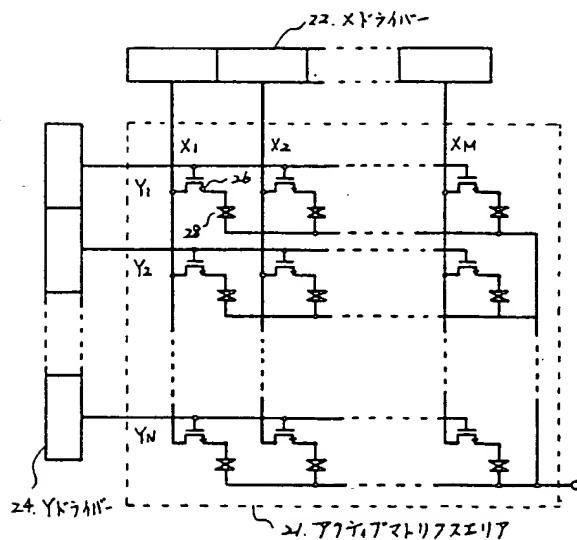 22. Xドライバー
X1 X2 XM
Y1 26
28
Y2
YN
24. Yドライバー
21. アクティブマトリクスエリア